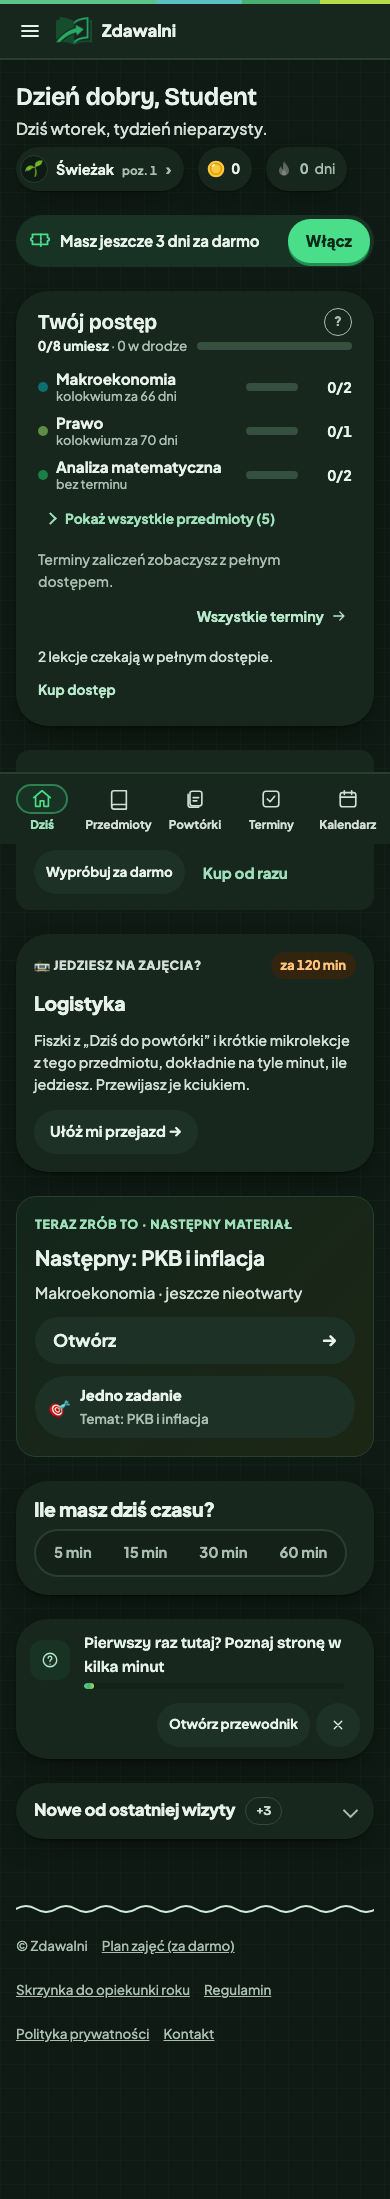 Zdawalni
Dzień dobry, Student
Dziś wtorek, tydzień nieparzysty.
Świeżak poz. 1 ›
0
0 dni
Masz jeszcze 3 dni za darmo
Włącz
Twój postęp
?
0/8 umiesz · 0 w drodze
Makroekonomia
kolokwium za 66 dni
0/2
Prawo
kolokwium za 70 dni
0/1
Analiza matematyczna
bez terminu
0/2
Pokaż wszystkie przedmioty (5)
Terminy zaliczeń zobaczysz z pełnym
dostępem.
Wszystkie terminy →
2 lekcje czekają w pełnym dostępie.
Kup dostęp
Dziś
Przedmioty
Powtórki
Terminy
Kalendarz
Wypróbuj za darmo
Kup od razu
JEDZIESZ NA ZAJĘCIA?
za 120 min
Logistyka
Fiszki z „Dziś do powtórki” i krótkie mikrolekcje
z tego przedmiotu, dokładnie na tyle minut, ile
jedziesz. Przewijasz je kciukiem.
Ułóż mi przejazd →
TERAZ ZRÓB TO · NASTĘPNY MATERIAŁ
Następny: PKB i inflacja
Makroekonomia · jeszcze nieotwarty
Otwórz →
Jedno zadanie
Temat: PKB i inflacja
Ile masz dziś czasu?
5 min
15 min
30 min
60 min
Pierwszy raz tutaj? Poznaj stronę w
kilka minut
Otwórz przewodnik
Nowe od ostatniej wizyty +3
© Zdawalni Plan zajęć (za darmo)
Skrzynka do opiekunki roku Regulamin
Polityka prywatności Kontakt